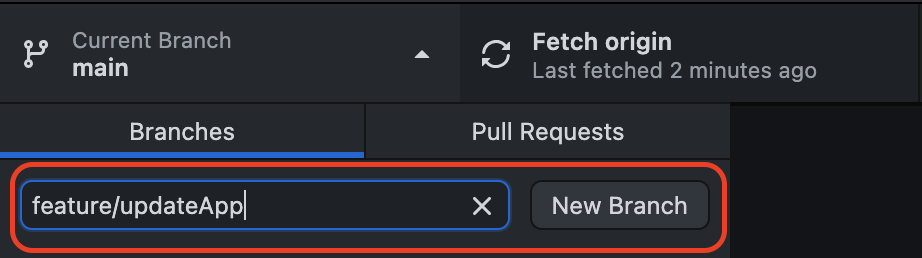 Current Branch
main
Fetch origin
Last fetched 2 minutes ago
Branches
Pull Requests
feature/updateApp
New Branch